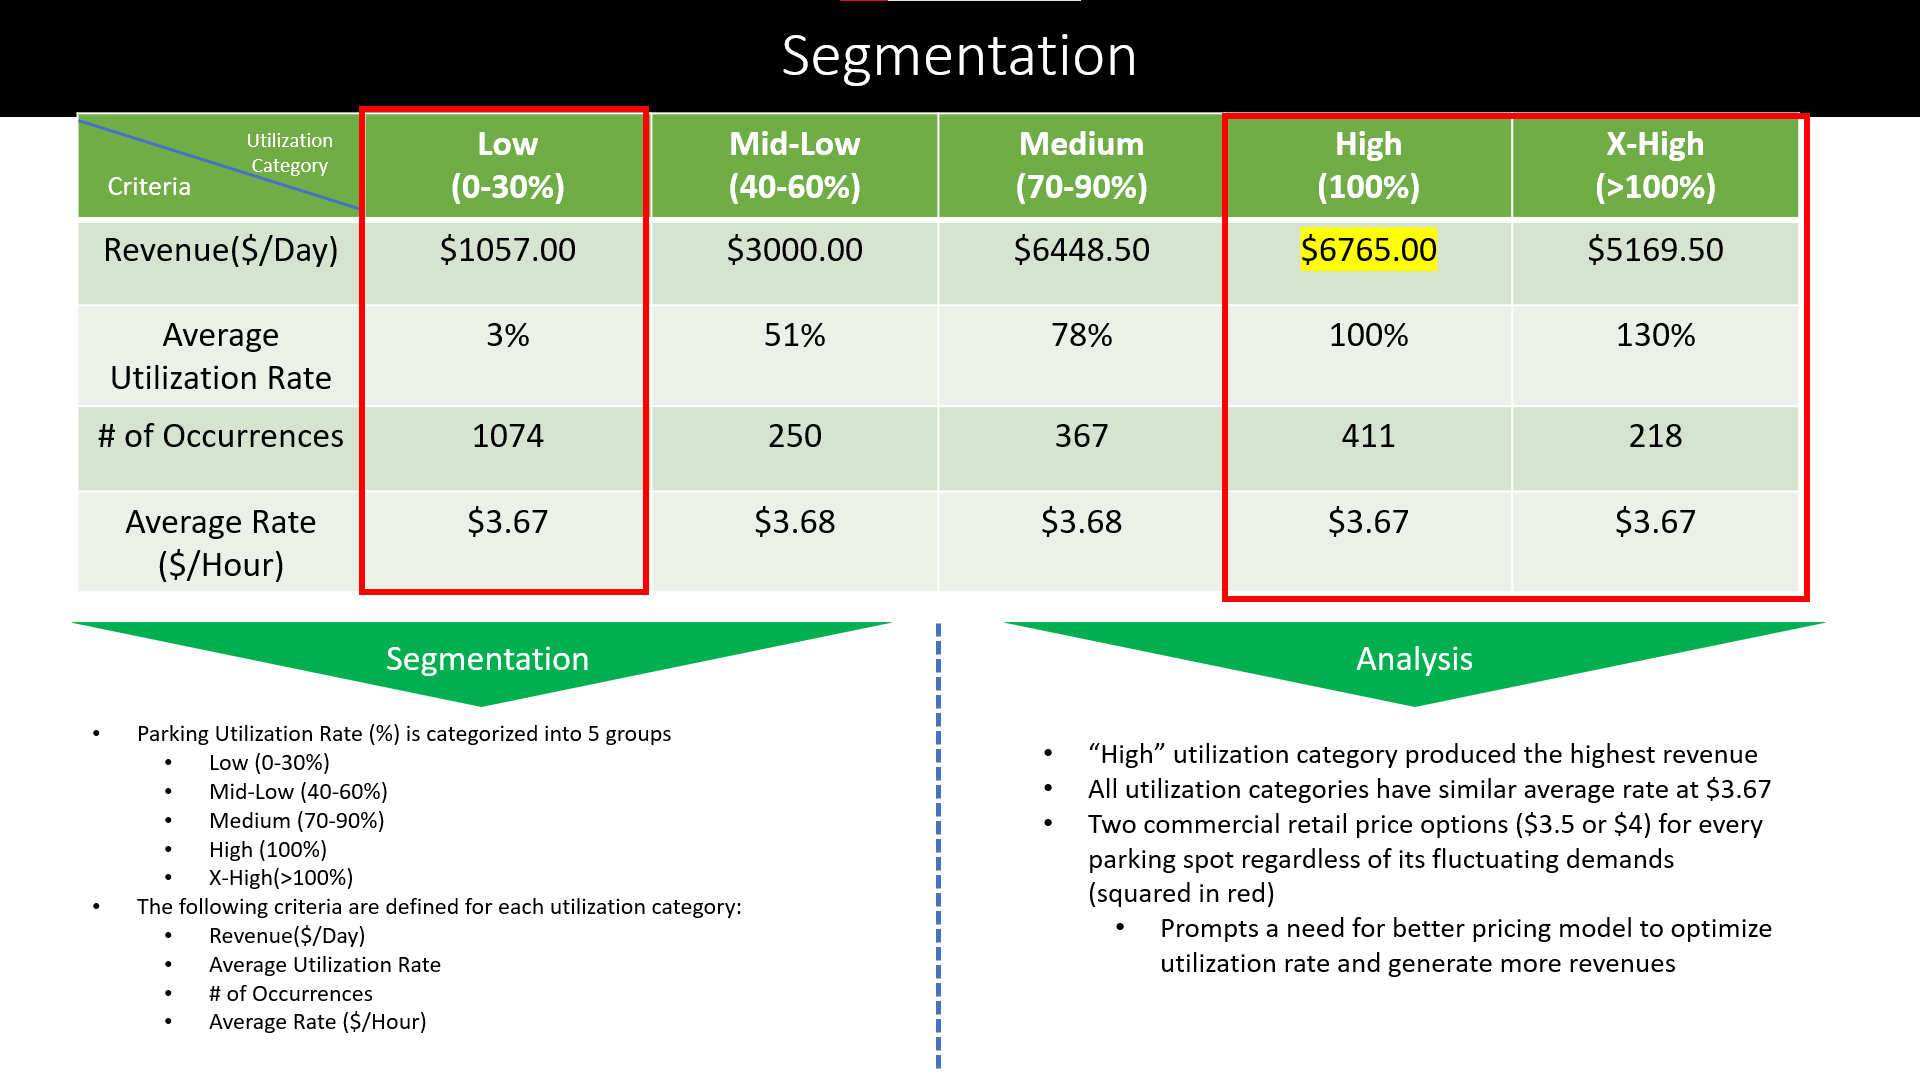 Segmentation
Utilization
Category
Criteria
Low
(0-30%)
Mid-Low
(40-60%)
Medium
(70-90%)
High
(100%)
X-High
(>100%)
Revenue($/Day)
$1057.00
$3000.00
$6448.50
$6765.00
$5169.50
Average
Utilization Rate
3%
51%
78%
100%
130%
# of Occurrences
1074
250
367
411
218
Average Rate
($/Hour)
$3.67
$3.68
$3.68
$3.67
$3.67
Segmentation
• Parking Utilization Rate (%) is categorized into 5 groups
• Low (0-30%)
• Mid-Low (40-60%)
• Medium (70-90%)
• High (100%)
• X-High(>100%)
• The following criteria are defined for each utilization category:
• Revenue($/Day)
• Average Utilization Rate
• # of Occurrences
• Average Rate ($/Hour)
Analysis
• “High” utilization category produced the highest revenue
• All utilization categories have similar average rate at $3.67
• Two commercial retail price options ($3.5 or $4) for every
parking spot regardless of its fluctuating demands
(squared in red)
• Prompts a need for better pricing model to optimize
utilization rate and generate more revenues